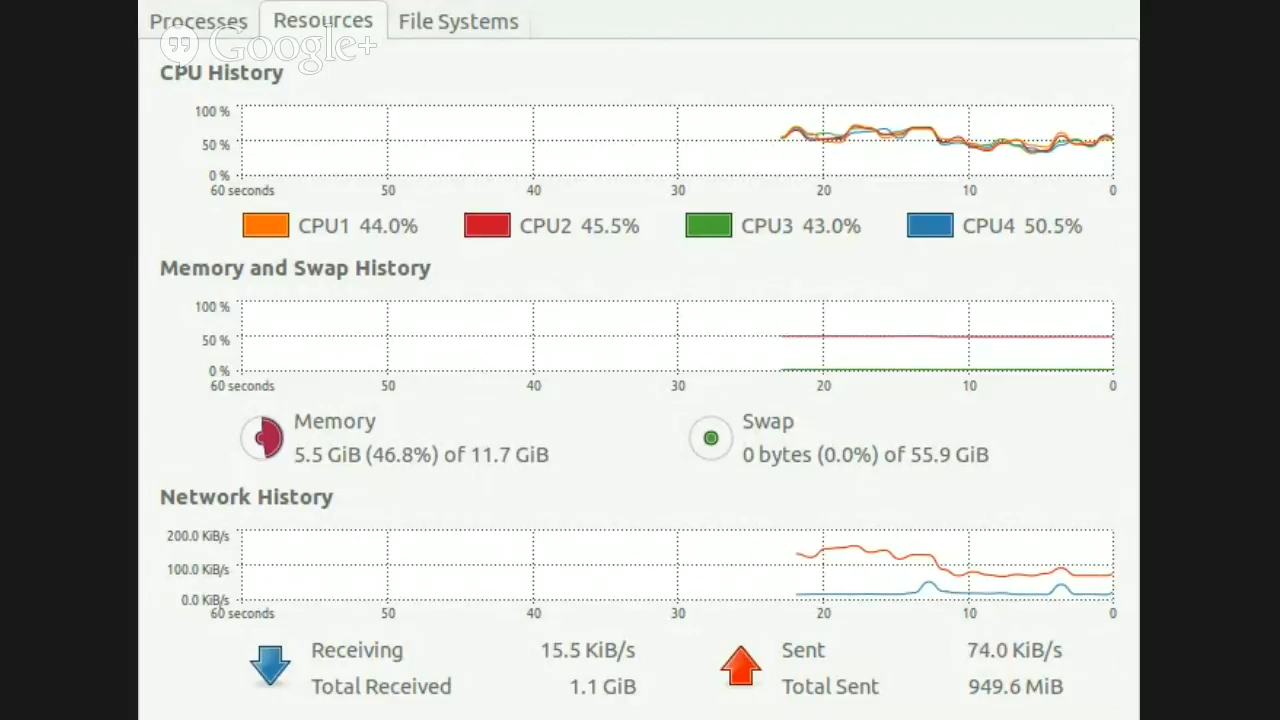 Processes Resources File Systems
Google+
CPU History
100 %
50 %
0 %
60 seconds 50 40 30 20 10 0
CPU1 44.0% CPU2 45.5% CPU3 43.0% CPU4 50.5%
Memory and Swap History
100 %
50 %
0 %
60 seconds 50 40 30 20 10 0
Memory Swap
5.5 GiB (46.8%) of 11.7 GiB 0 bytes (0.0%) of 55.9 GiB
Network History
200.0 KiB/s
100.0 KiB/s
0.0 KiB/s
60 seconds 50 40 30 20 10 0
Receiving 15.5 KiB/s Sent 74.0 KiB/s
Total Received 1.1 GiB Total Sent 949.6 MiB